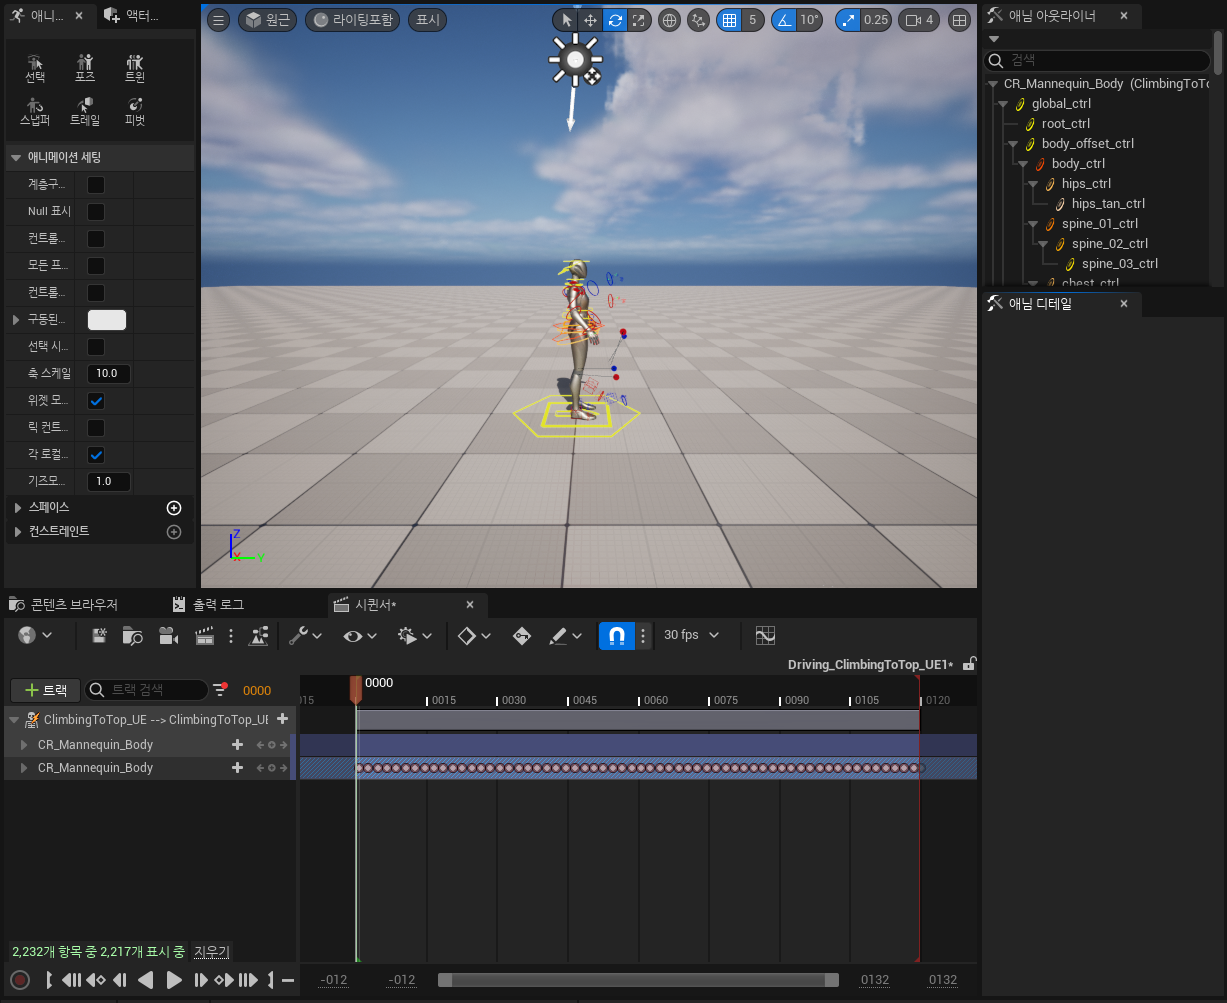 애니...
액터...
선택
포즈
트윈
스냅퍼
트레일
피벗
애니메이션 세팅
계층구...
Null 표시
컨트롤...
모든 프...
컨트롤...
구동된...
선택 시...
축 스케일
10.0
위젯 모...
릭 컨트...
각 로컬...
기즈모...
1.0
스페이스
컨스트레인트
원근
라이팅포함
표시
5
10°
0.25
4
Z
X
Y
애님 아웃라이너
검색
CR_Mannequin_Body (ClimbingToTo
global_ctrl
root_ctrl
body_offset_ctrl
body_ctrl
hips_ctrl
hips_tan_ctrl
spine_01_ctrl
spine_02_ctrl
spine_03_ctrl
chest_ctrl
애님 디테일
콘텐츠 브라우저
출력 로그
시퀀서*
30 fps
Driving_ClimbingToTop_UE1*
트랙
트랙 검색
0000
015
0000
0015
0030
0045
0060
0075
0090
0105
0120
ClimbingToTop_UE --> ClimbingToTop_UE
CR_Mannequin_Body
CR_Mannequin_Body
2,232개 항목 중 2,217개 표시 중
지우기
-012
-012
0132
0132